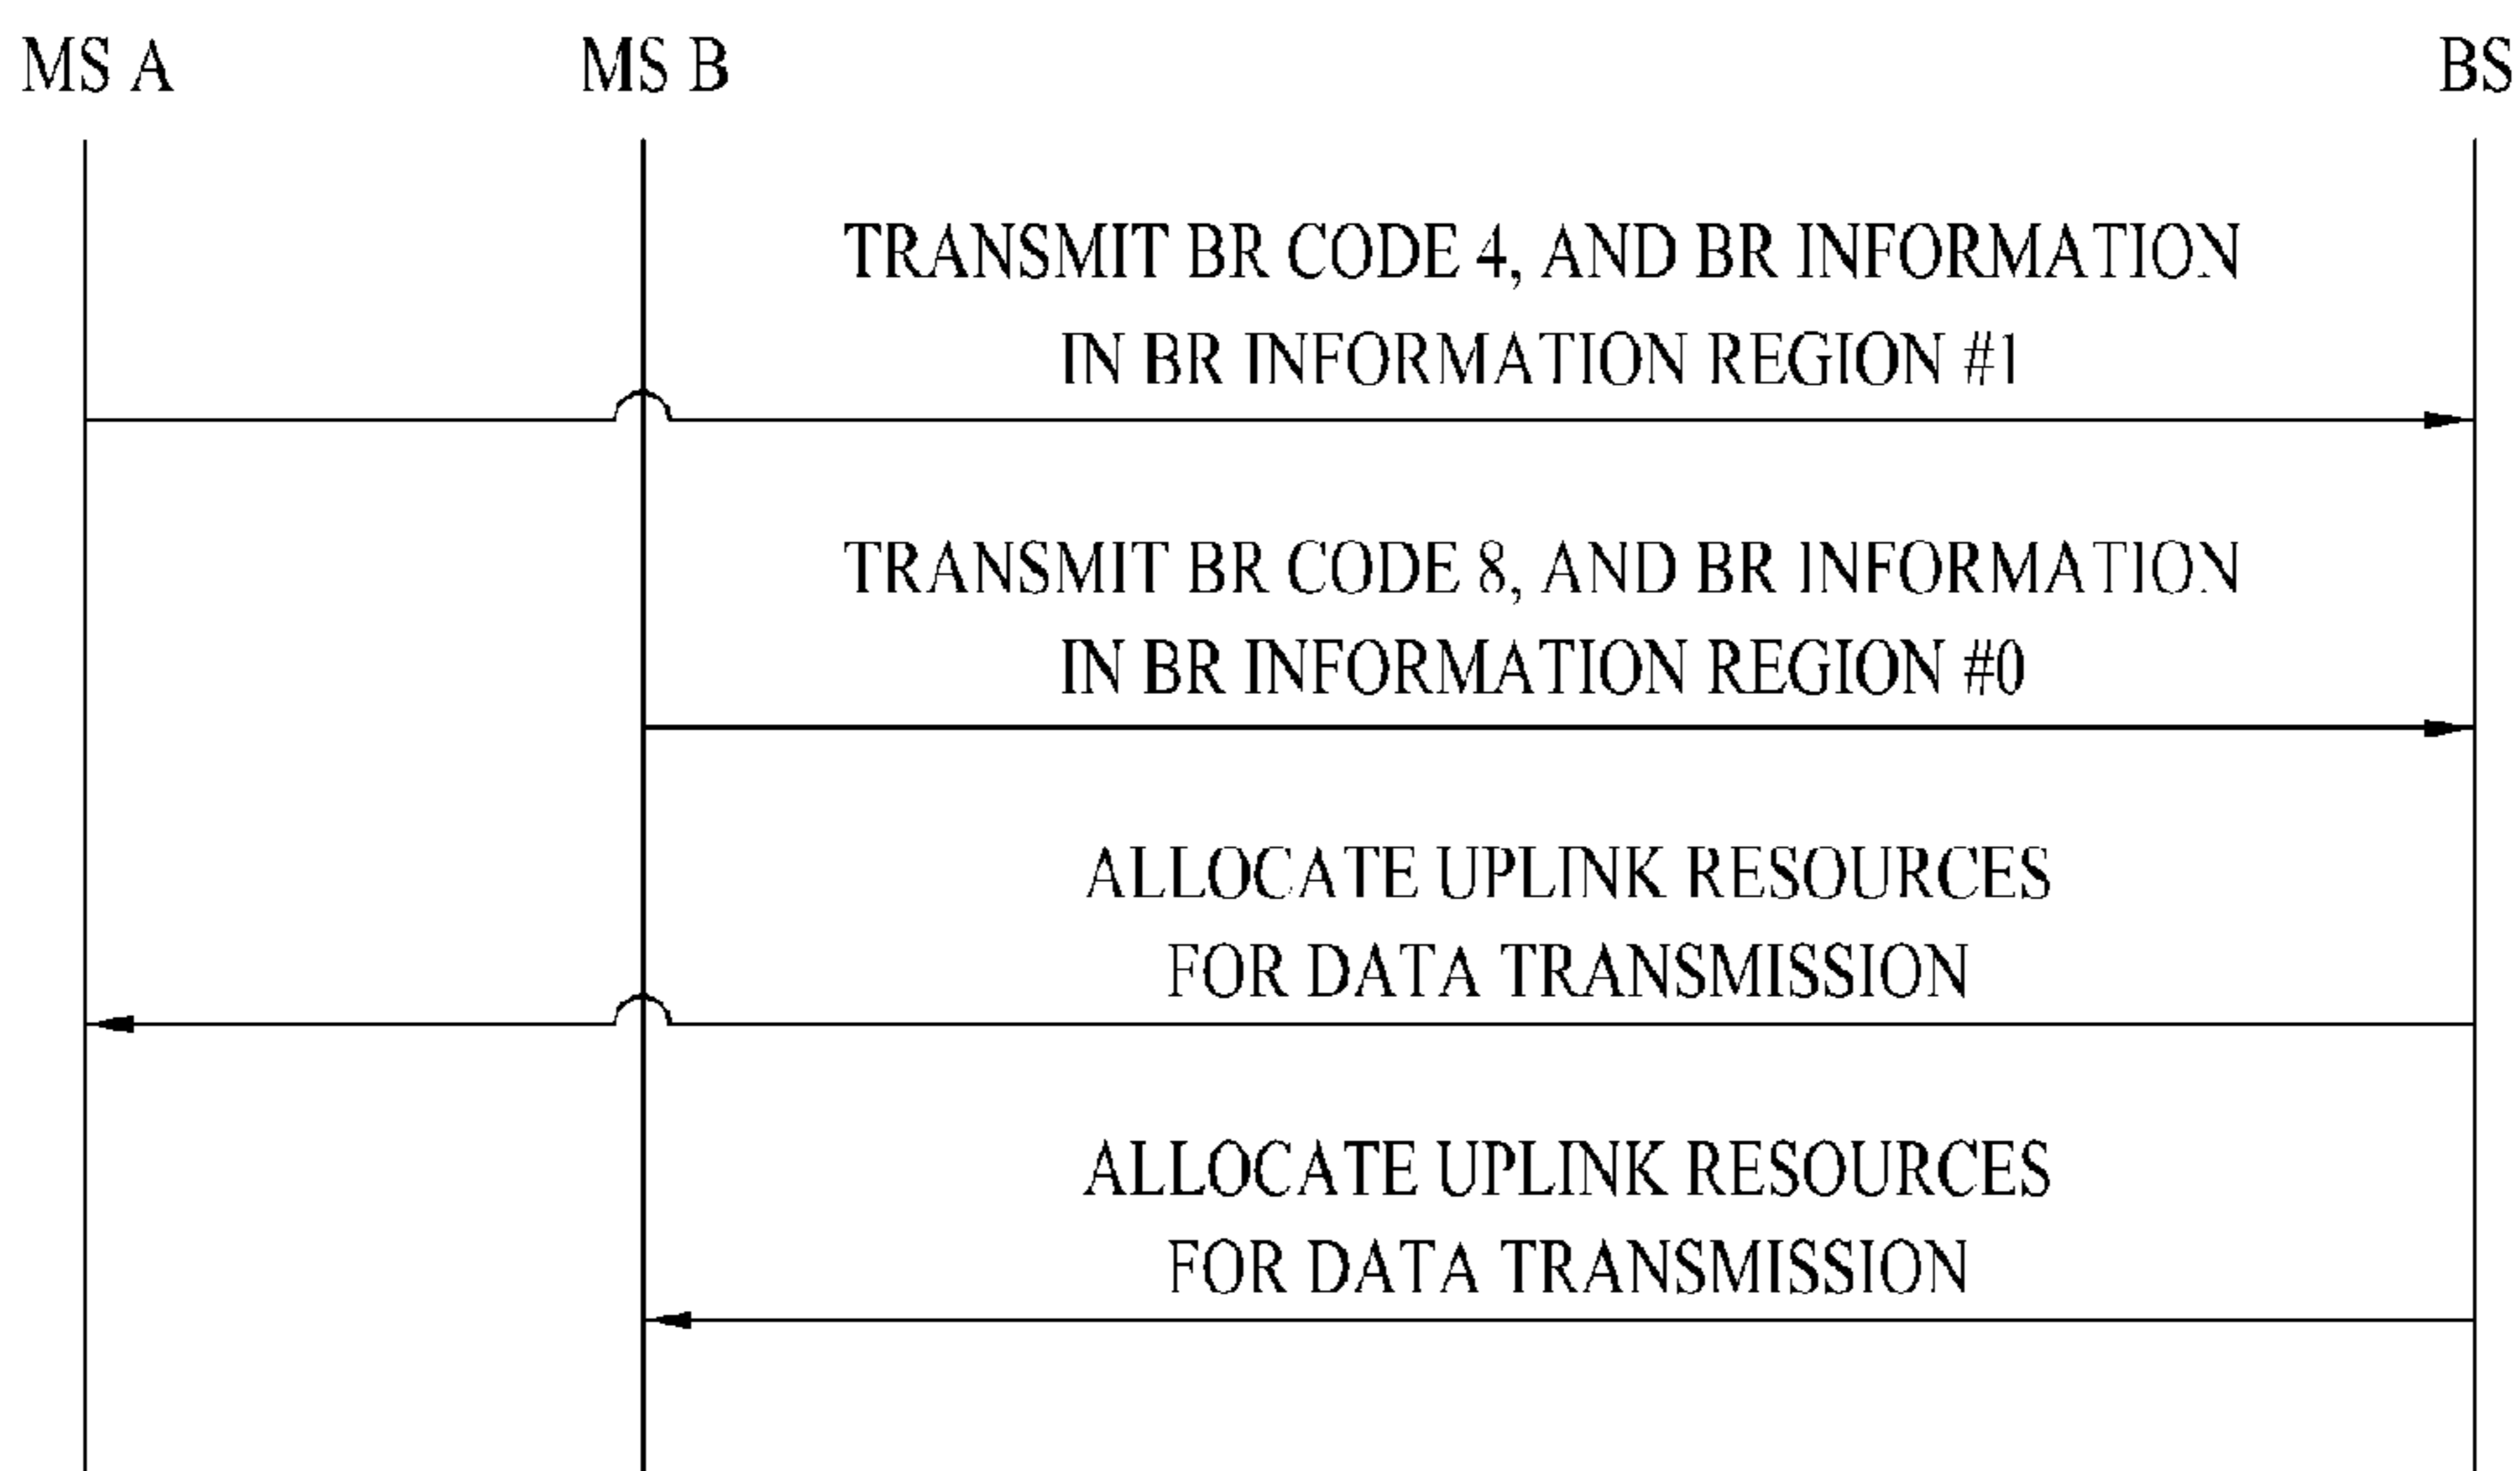 MS A
MS B
BS
TRANSMIT BR CODE 4, AND BR INFORMATION
IN BR INFORMATION REGION #1
TRANSMIT BR CODE 8, AND BR INFORMATION
IN BR INFORMATION REGION #0
ALLOCATE UPLINK RESOURCES
FOR DATA TRANSMISSION
ALLOCATE UPLINK RESOURCES
FOR DATA TRANSMISSION